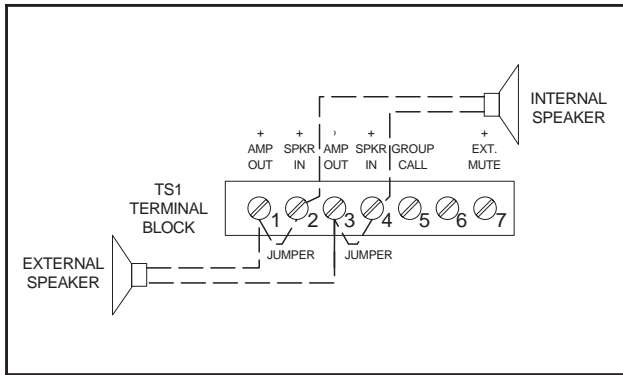 INTERNAL
SPEAKER
+ + + +
AMP SPKR AMP SPKR GROUP EXT.
OUT IN OUT IN CALL MUTE
TS1
TERMINAL
BLOCK
1 2 3 4 5 6 7
JUMPER JUMPER
EXTERNAL
SPEAKER